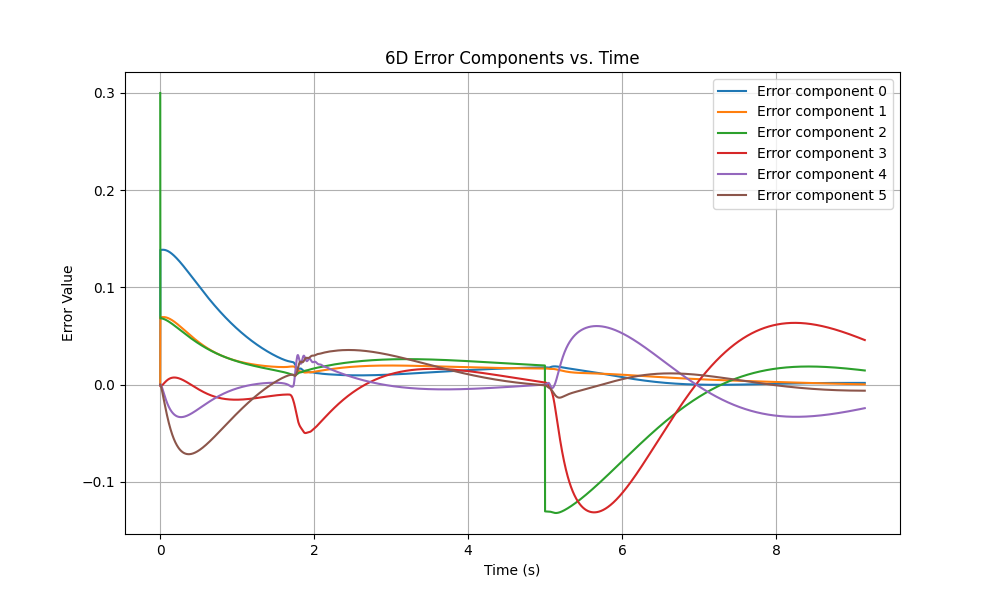 6D Error Components vs. Time
Error component 0
Error component 1
Error component 2
Error component 3
Error component 4
Error component 5
0.3
0.2
0.1
0.0
−0.1
Error Value
0
2
4
6
8
Time (s)